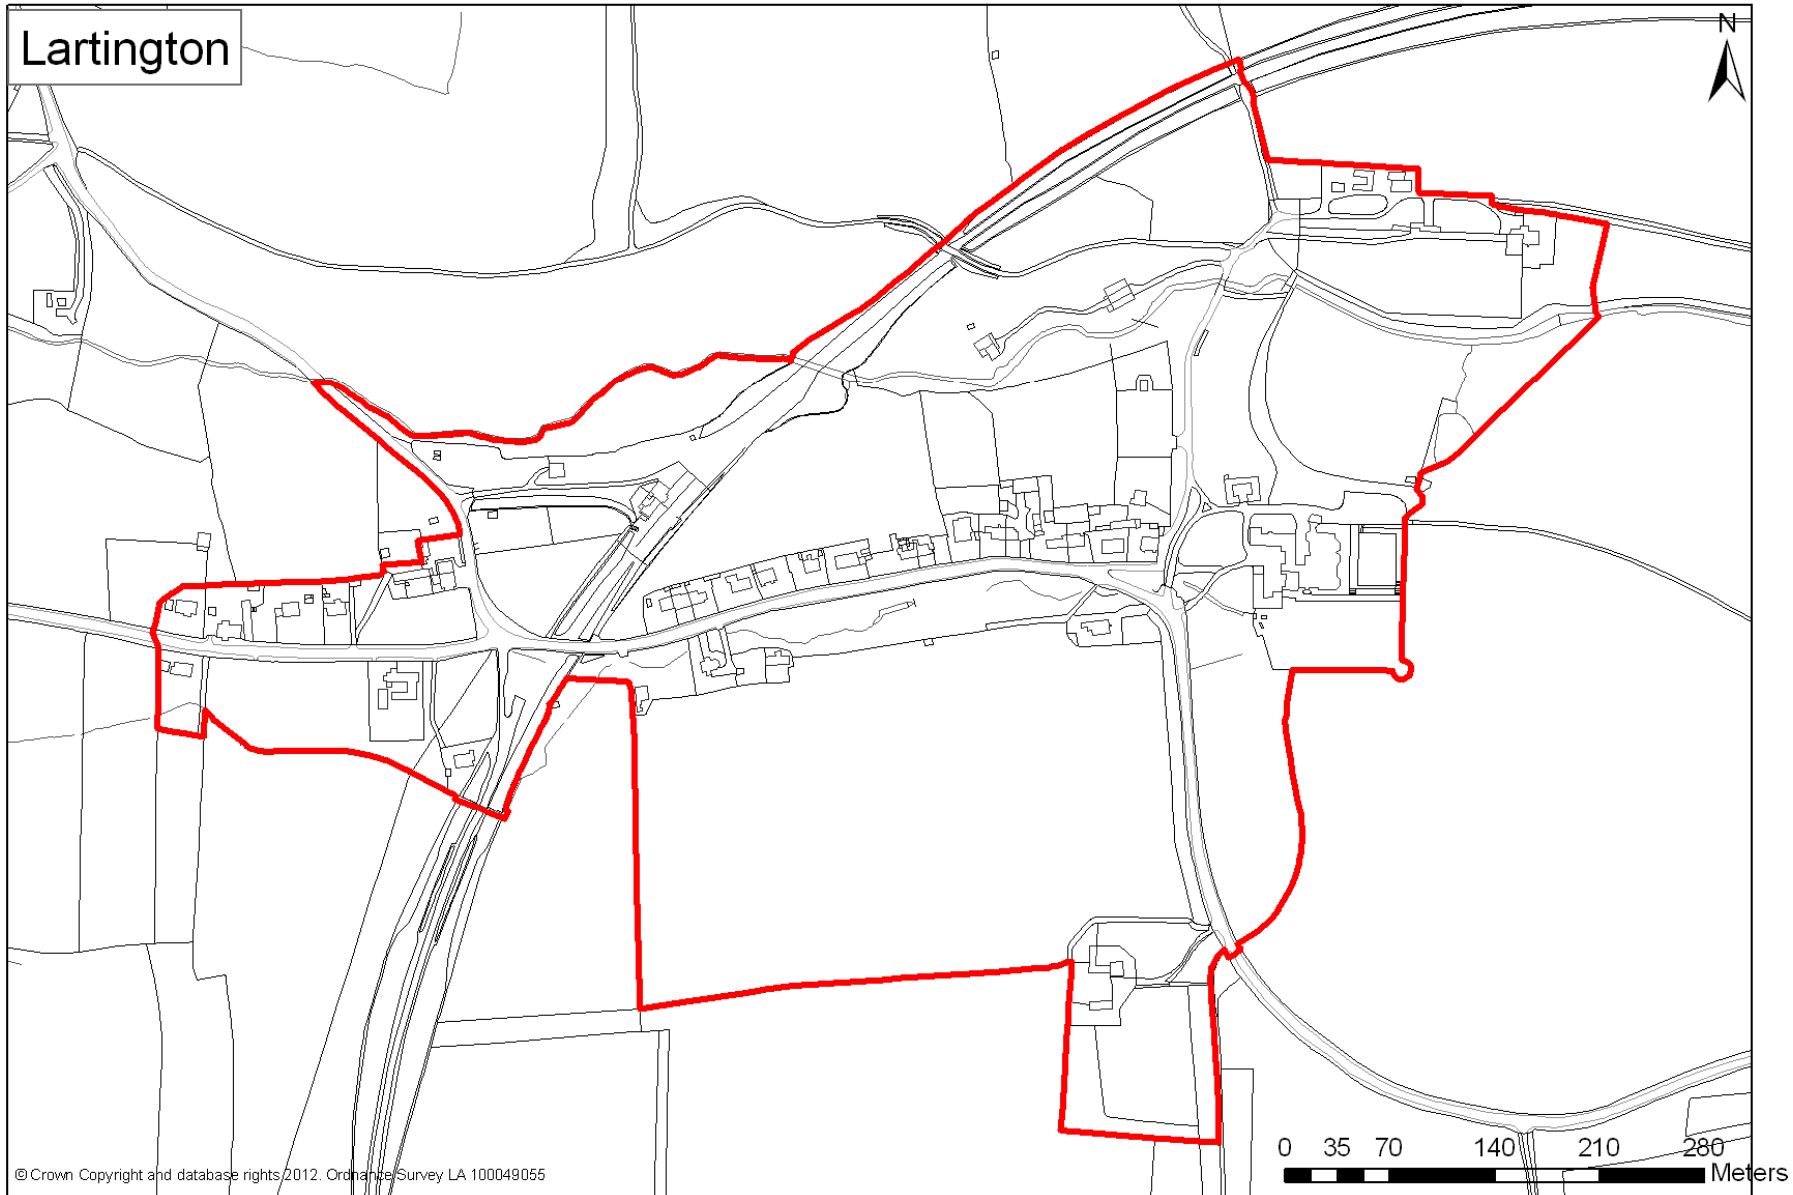 Lartington
N
0 35 70 140 210 280
Meters
© Crown Copyright and database rights 2012. Ordnance Survey LA 100049055